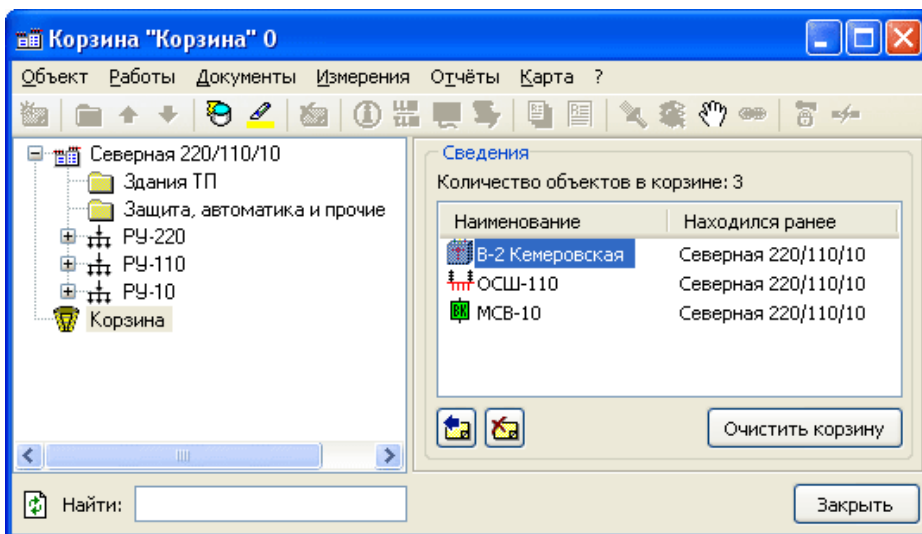 Корзина "Корзина" 0
Объект Работы Документы Измерения Отчёты Карта ?
Северная 220/110/10
Здания ТП
Защита, автоматика и прочие
РУ-220
РУ-110
РУ-10
Корзина
Сведения
Количество объектов в корзине: 3
Наименование Находился ранее
В-2 Кемеровская Северная 220/110/10
ОСШ-110 Северная 220/110/10
ВК МСВ-10 Северная 220/110/10
Очистить корзину
Найти:
Закрыть